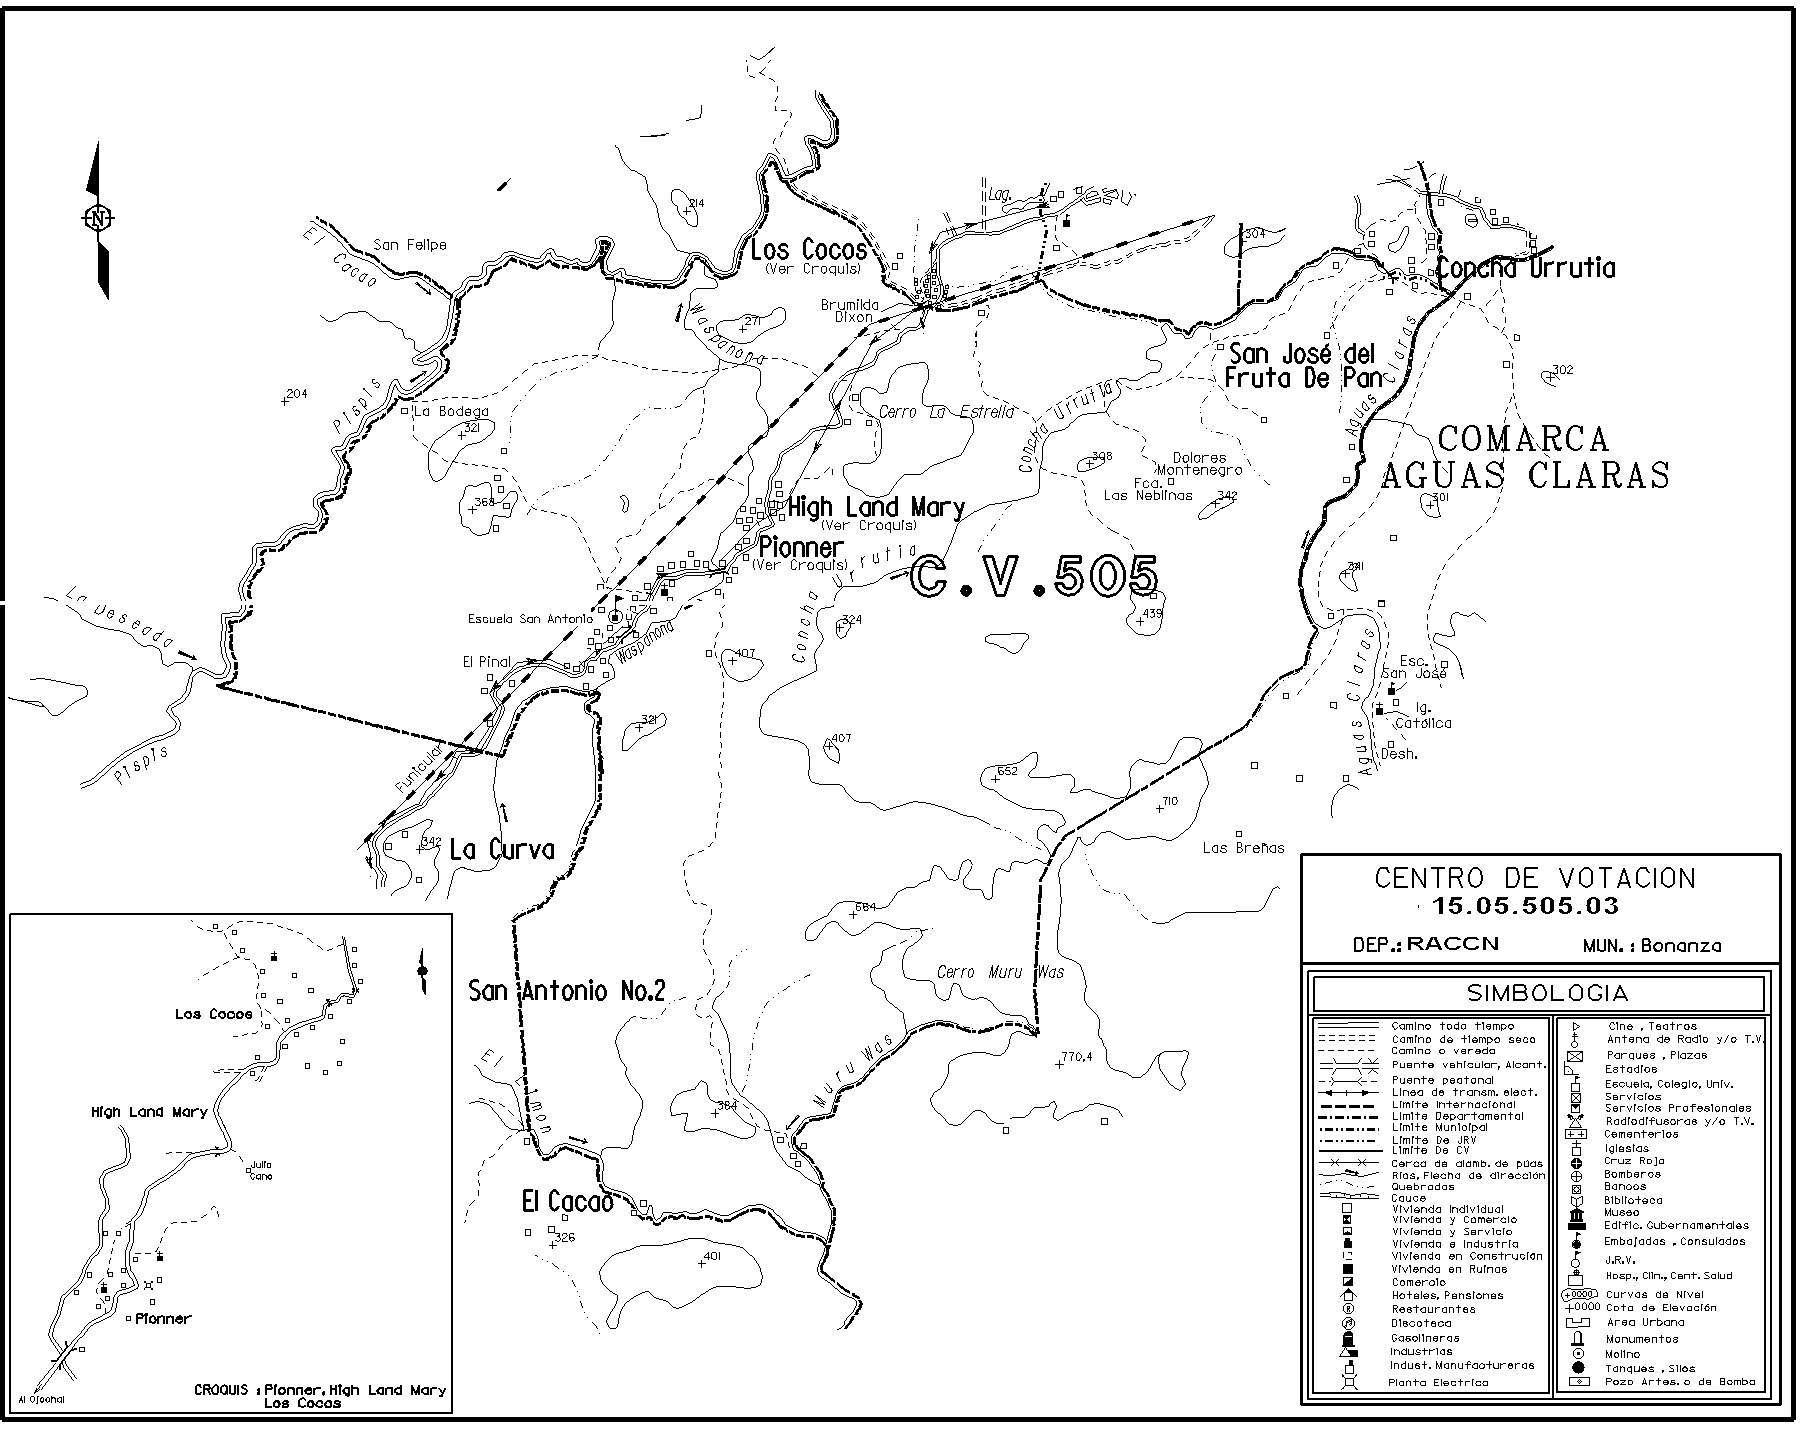 214
Lag.
304
San Felipe
El Cacao
Los Cocos
(Ver Croquis)
Concha Urrutia
Brumilda
Dixon
271
Waspanona
San José del
Fruta De Pan
Aguas Claras
302
204
Pispis
La Bodega
321
Cerro La Estrella
Concha Urrutia
COMARCA
AGUAS CLARAS
308
Dolores
Montenegro
Fca.
Las Neblinas
342
301
368
High Land Mary
(Ver Croquis)
Pionner
(Ver Croquis)
C.V.505
341
439
324
Concha Urrutia
La Deseada
Escuela San Antonio
Waspanona
El Pinal
407
Esc.
San José
Ig.
Católica
Desh.
Aguas Claras
321
407
Pispis
Funicular
652
710
342
La Curva
Las Breñas
664
Cerro Muru Was
San Antonio No.2
Muru Was
770.4
El Limon
384
El Cacao
326
401
Los Cocos
High Land Mary
Julio
Cano
Pionner
Al Ojochal
CROQUIS : Pionner, High Land Mary
Los Cocos
CENTRO DE VOTACION
15.05.505.03
DEP.: RACCN MUN. : Bonanza
SIMBOLOGIA
Camino todo tiempo
Camino de tiempo seco
Camino o vereda
Puente vehicular, Alcant.
Puente peatonal
Linea de transm. elect.
Limite Internacional
Limite Departamental
Limite Municipal
Limite De JRV
Limite De CV
Cerca de alamb. de púas
Ríos, Flecha de dirección
Quebradas
Cauce
Vivienda Individual
Vivienda y Comercio
Vivienda y Servicio
Vivienda e Industria
Vivienda en Construción
Vivienda en Ruinas
Comercio
Hoteles, Pensiones
Restaurantes
Discoteca
Gasolineras
Industrias
Indust. Manufactureras
Planta Electrica
Cine , Teatros
Antena de Radio y/o T.V.
Parques , Plazas
Estadios
Escuela, Colegio, Univ.
Servicios
Servicios Profesionales
Radiodifusoras y/o T.V.
Cementerios
Iglesias
Cruz Roja
Bomberos
Bancos
Biblioteca
Museo
Edific. Gubernamentales
Embajadas , Consulados
J.R.V.
Hosp., Clin., Cent. Salud
Curvas de Nivel
Cota de Elevación
Area Urbana
Monumentos
Molino
Tanques , Silos
Pozo Artes. o de Bomba